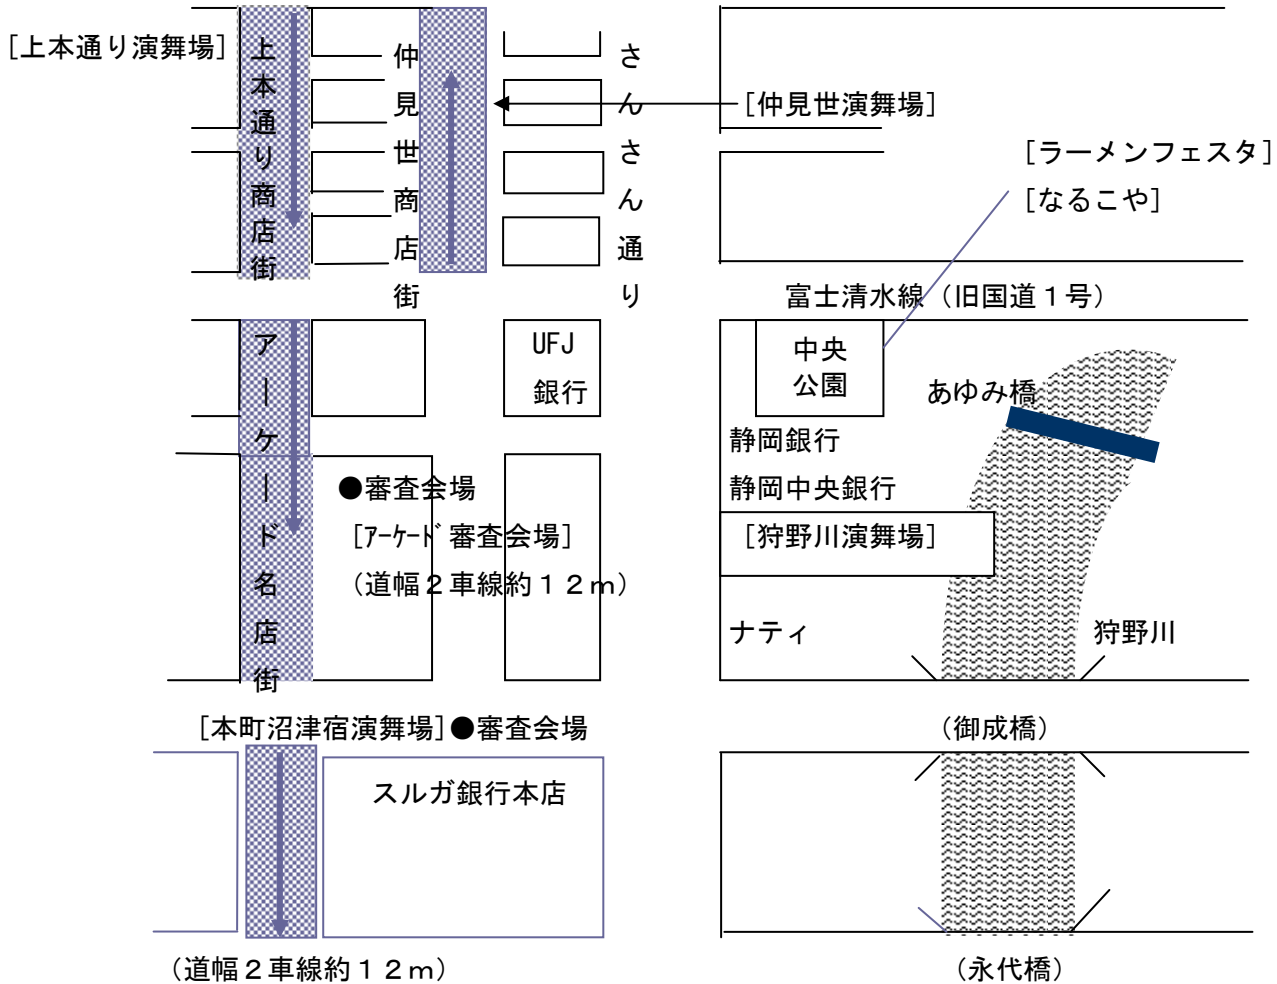 [上本通り演舞場]
上本通り商店街
仲見世商店街
さんさん通り
[仲見世演舞場]
[ラーメンフェスタ]
[なるこや]
富士清水線（旧国道１号）
アーケード名店街
UFJ
銀行
中央
公園
あゆみ橋
静岡銀行
静岡中央銀行
●審査会場
[ｱｰｹｰﾄﾞ審査会場]
（道幅２車線約１２ｍ）
[狩野川演舞場]
ナティ
狩野川
[本町沼津宿演舞場]●審査会場
（御成橋）
スルガ銀行本店
（道幅２車線約１２ｍ）
（永代橋）